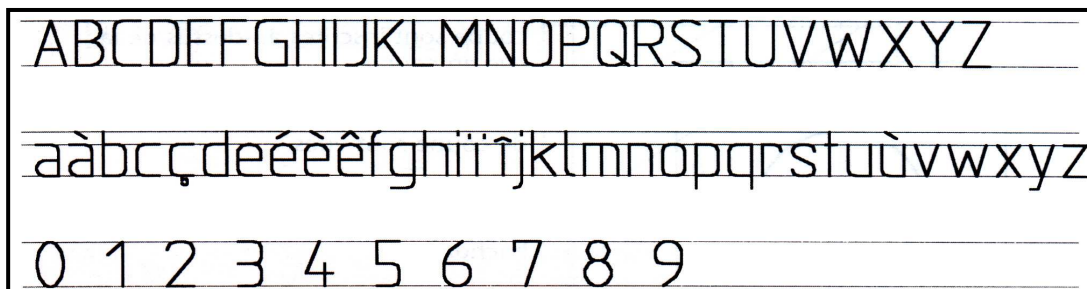 ABCDEFGHIJKLMNOPQRSTUVWXYZ
aàbcçdeéèêfghiïîjklmnopqrstuùvwxyz
0 1 2 3 4 5 6 7 8 9